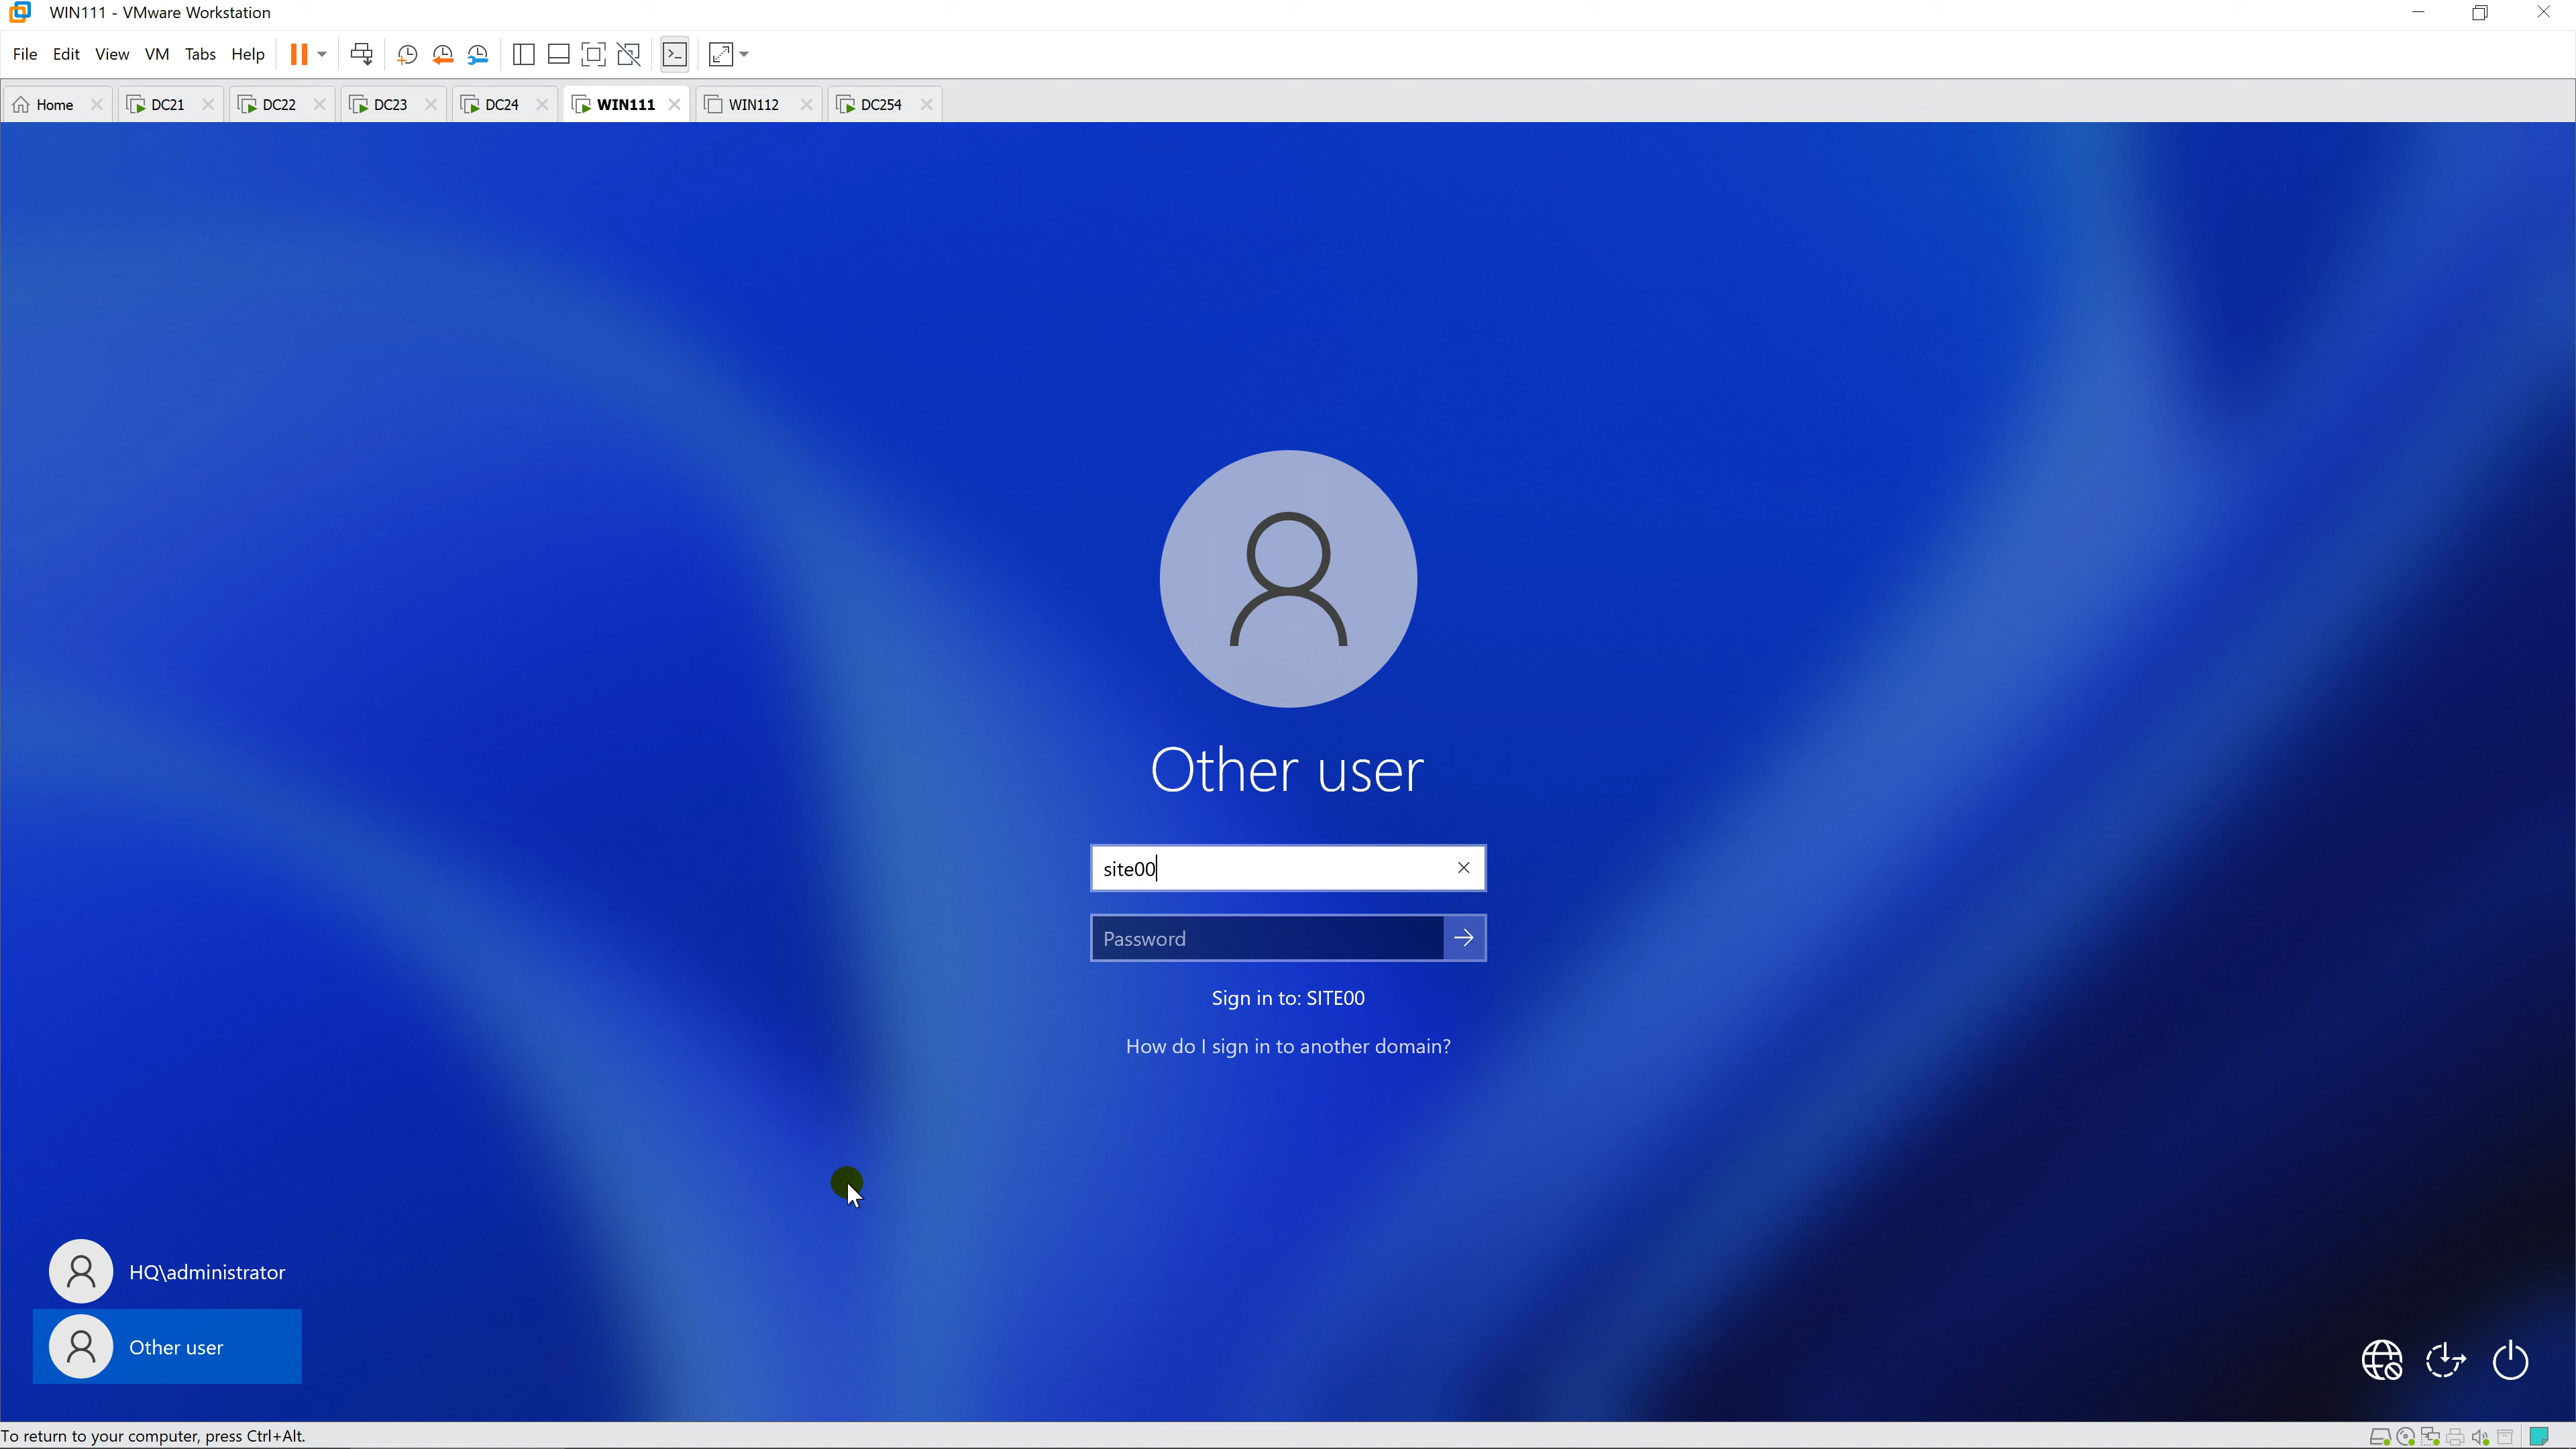 WIN111 - VMware Workstation
File Edit View VM Tabs Help
Home DC21 DC22 DC23 DC24 WIN111 WIN112 DC254
Other user
site00
Password
Sign in to: SITE00
How do I sign in to another domain?
HQ\administrator
Other user
To return to your computer, press Ctrl+Alt.